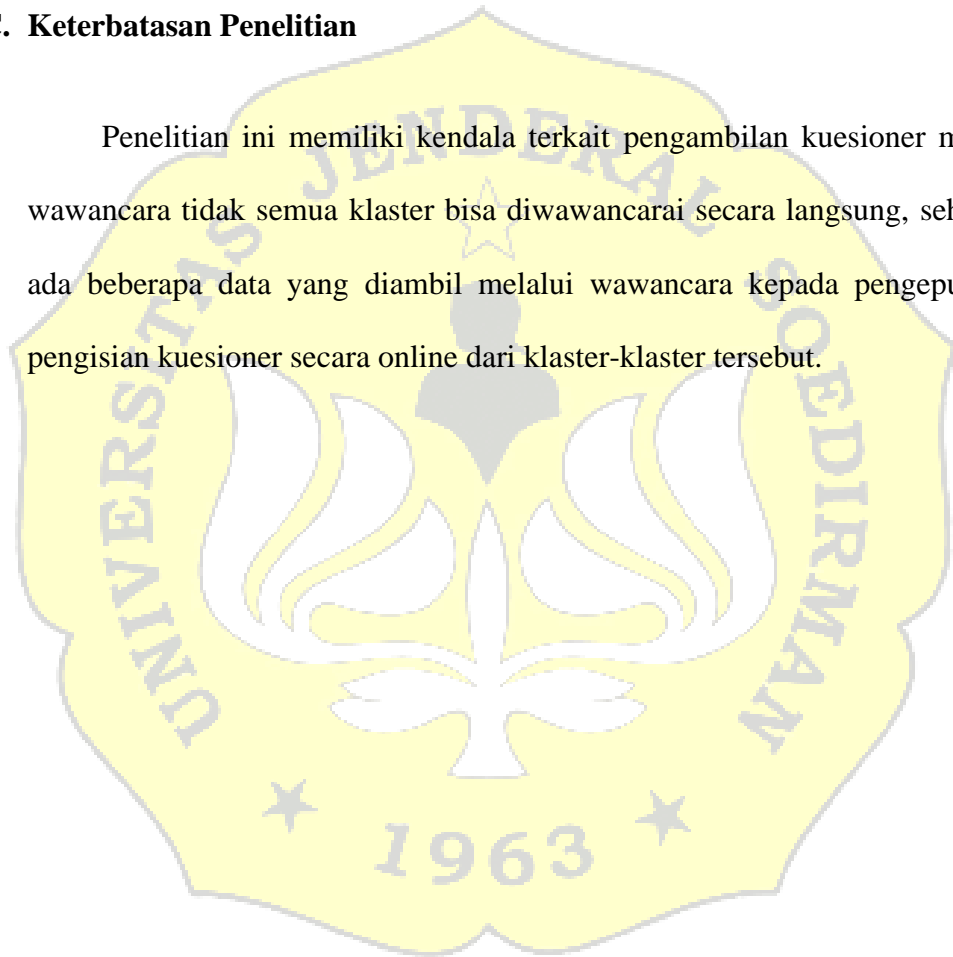 C. Keterbatasan Penelitian
Penelitian ini memiliki kendala terkait pengambilan kuesioner
wawancara tidak semua klaster bisa diwawancarai secara langsung,
ada beberapa data yang diambil melalui wawancara kepada
pengisian kuesioner secara online dari klaster-klaster tersebut.
UNIVERSITAS JENDERAL SOEDIRMAN
1963